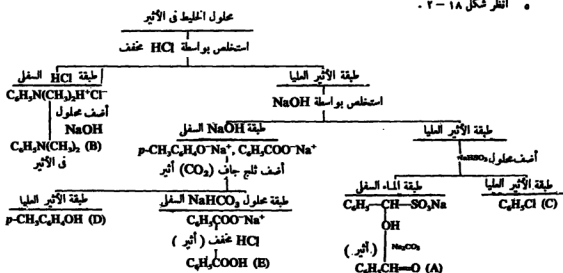 • انظر شكل ١٨ – ٢ .
محلول الخليط فى الأثير
استخلص بواسطة HCl مخفف
طبقة HCl السفلى
C₆H₅N(CH₃)₂H⁺Cl⁻
أضف محلول
NaOH
C₆H₅N(CH₃)₂ (B)
فى الأثير
طبقة الأثير العليا
استخلص بواسطة NaOH
طبقة NaOH السفلى
p-CH₃C₆H₄O⁻Na⁺, C₆H₅COO⁻Na⁺
أضف ثلج جاف (CO₂) أثير
طبقة الأثير العليا
أضف محلول NaHSO₃
طبقة الأثير العليا
p-CH₃C₆H₄OH (D)
طبقة محلول NaHCO₃ السفلى
C₆H₅COO⁻Na⁺
HCl مخفف ( أثير )
C₆H₅COOH (E)
طبقة الماء السفلى
C₆H₅—CH—SO₃Na
OH
( أثير ) Na₂CO₃
C₆H₅CH=O (A)
طبقة الأثير العليا
C₆H₅Cl (C)